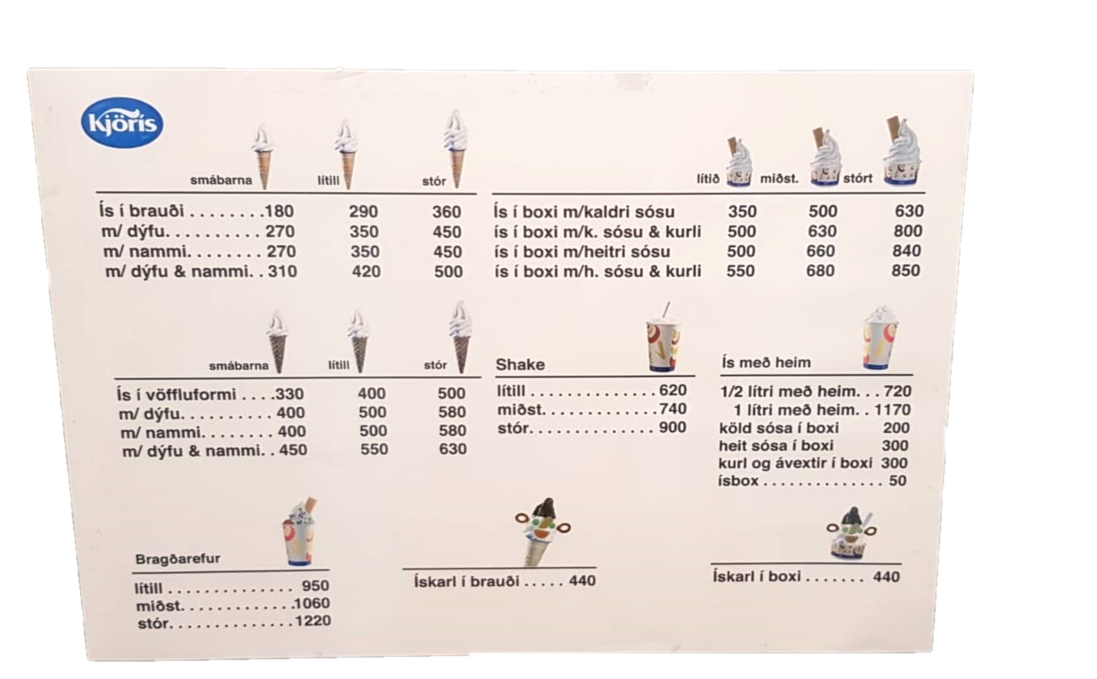 Kjörís
smábarna lítill stór
Ís í brauði . . . . . . . .180 290 360
m/ dýfu. . . . . . . . . . 270 350 450
m/ nammi. . . . . . . . 270 350 450
m/ dýfu & nammi. . 310 420 500
lítið miðst. stórt
Ís í boxi m/kaldri sósu 350 500 630
ís í boxi m/k. sósu & kurli 500 630 800
ís í boxi m/heitri sósu 500 660 840
ís í boxi m/h. sósu & kurli 550 680 850
smábarna lítill stór
Ís í vöffluformi . . . .330 400 500
m/ dýfu. . . . . . . . . . 400 500 580
m/ nammi. . . . . . . . 400 500 580
m/ dýfu & nammi. . 450 550 630
Shake
lítill . . . . . . . . . . . . . . 620
miðst. . . . . . . . . . . . .740
stór. . . . . . . . . . . . . . 900
Ís með heim
1/2 lítri með heim. . . 720
1 lítri með heim. . 1170
köld sósa í boxi 200
heit sósa í boxi 300
kurl og ávextir í boxi 300
ísbox . . . . . . . . . . . . . . 50
Bragðarefur
lítill . . . . . . . . . . . . . . 950
miðst. . . . . . . . . . . . .1060
stór. . . . . . . . . . . . . .1220
Ískarl í brauði . . . . . 440
Ískarl í boxi . . . . . . . 440